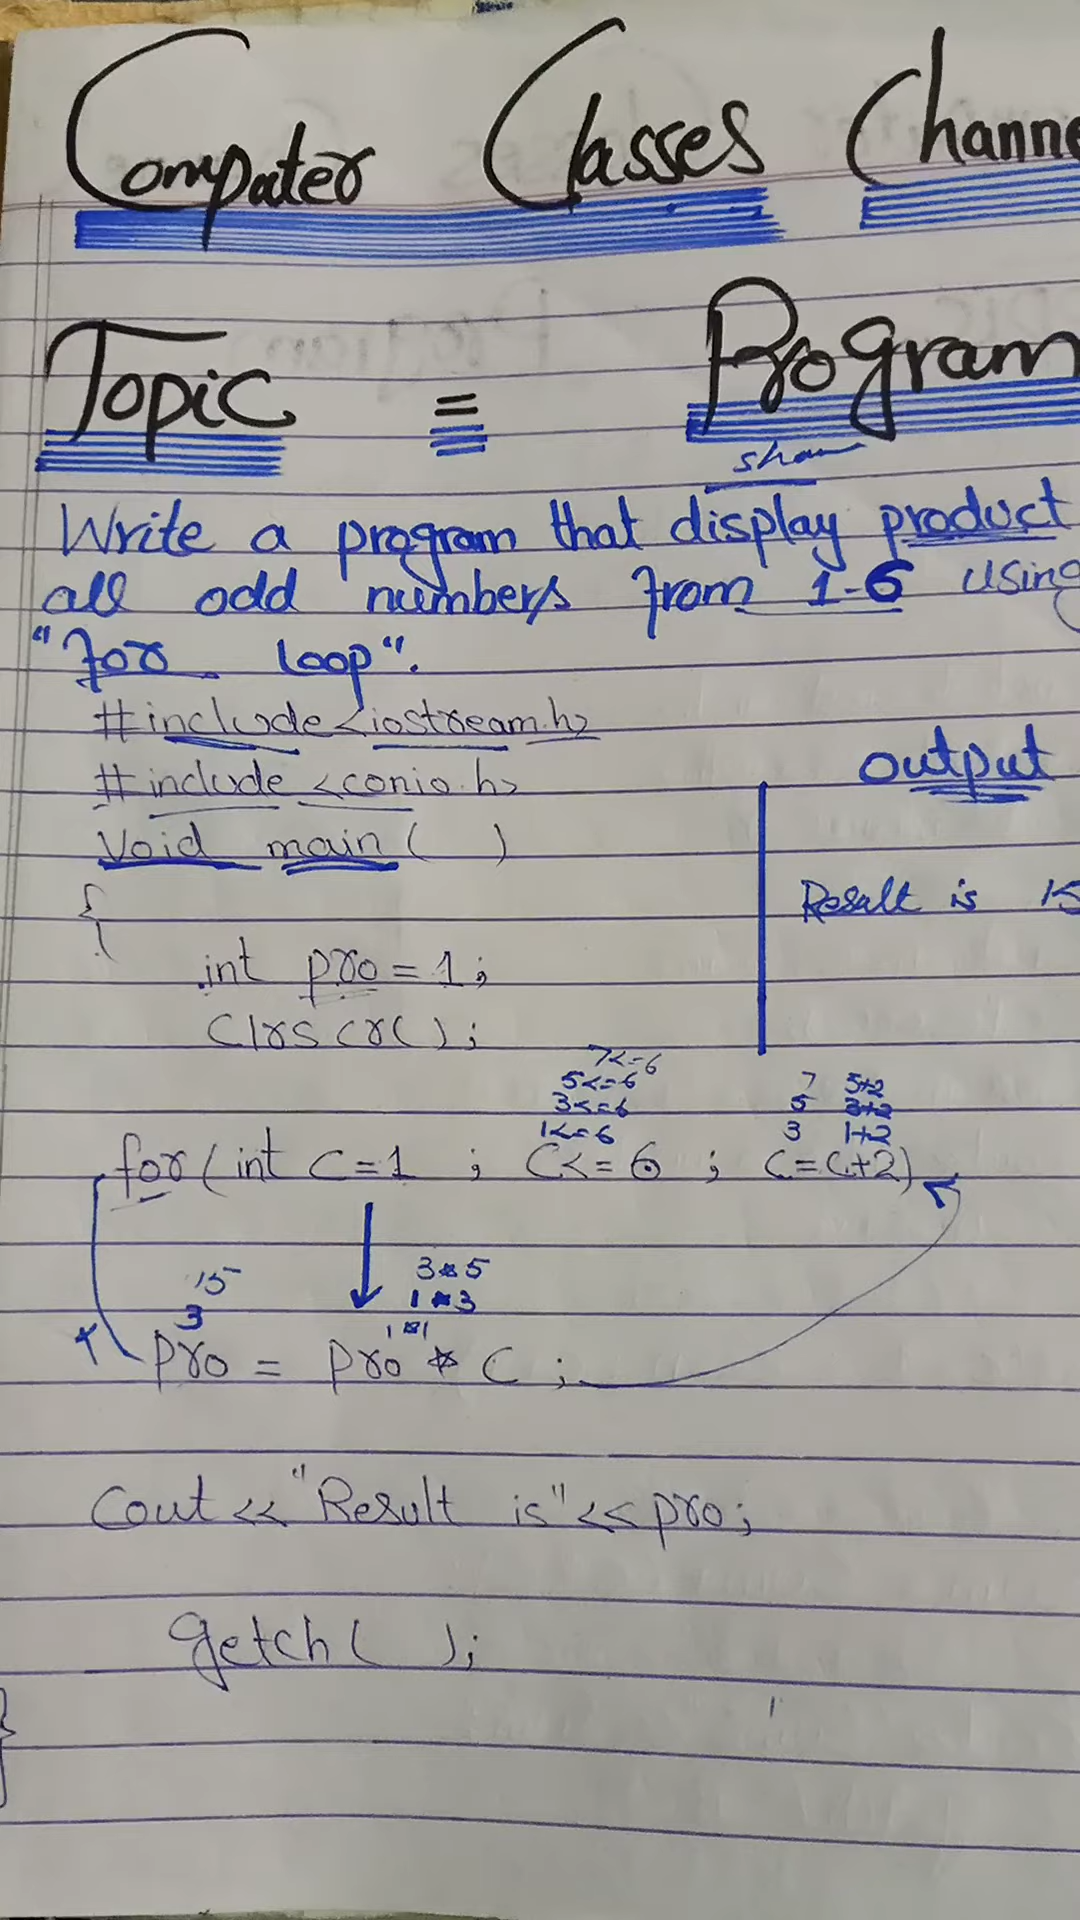 Computer Classes Channe
Topic = Program
show
Write a program that display product
all odd numbers from 1-6 using
"for loop".
#include<iostream.h>
#include <conio.h>
Void main( )
{
int pro=1;
Clrscr( );
output
Result is 15
7<=6
5<=6
3<=6
1<=6
7 5+2
5 3+2
3 1+2
for(int C=1 ; C<=6 ; C=C+2)
15
3
3*5
1*3
1*1
pro = pro * C ;
Cout<<"Result is"<<pro;
getch( );
}